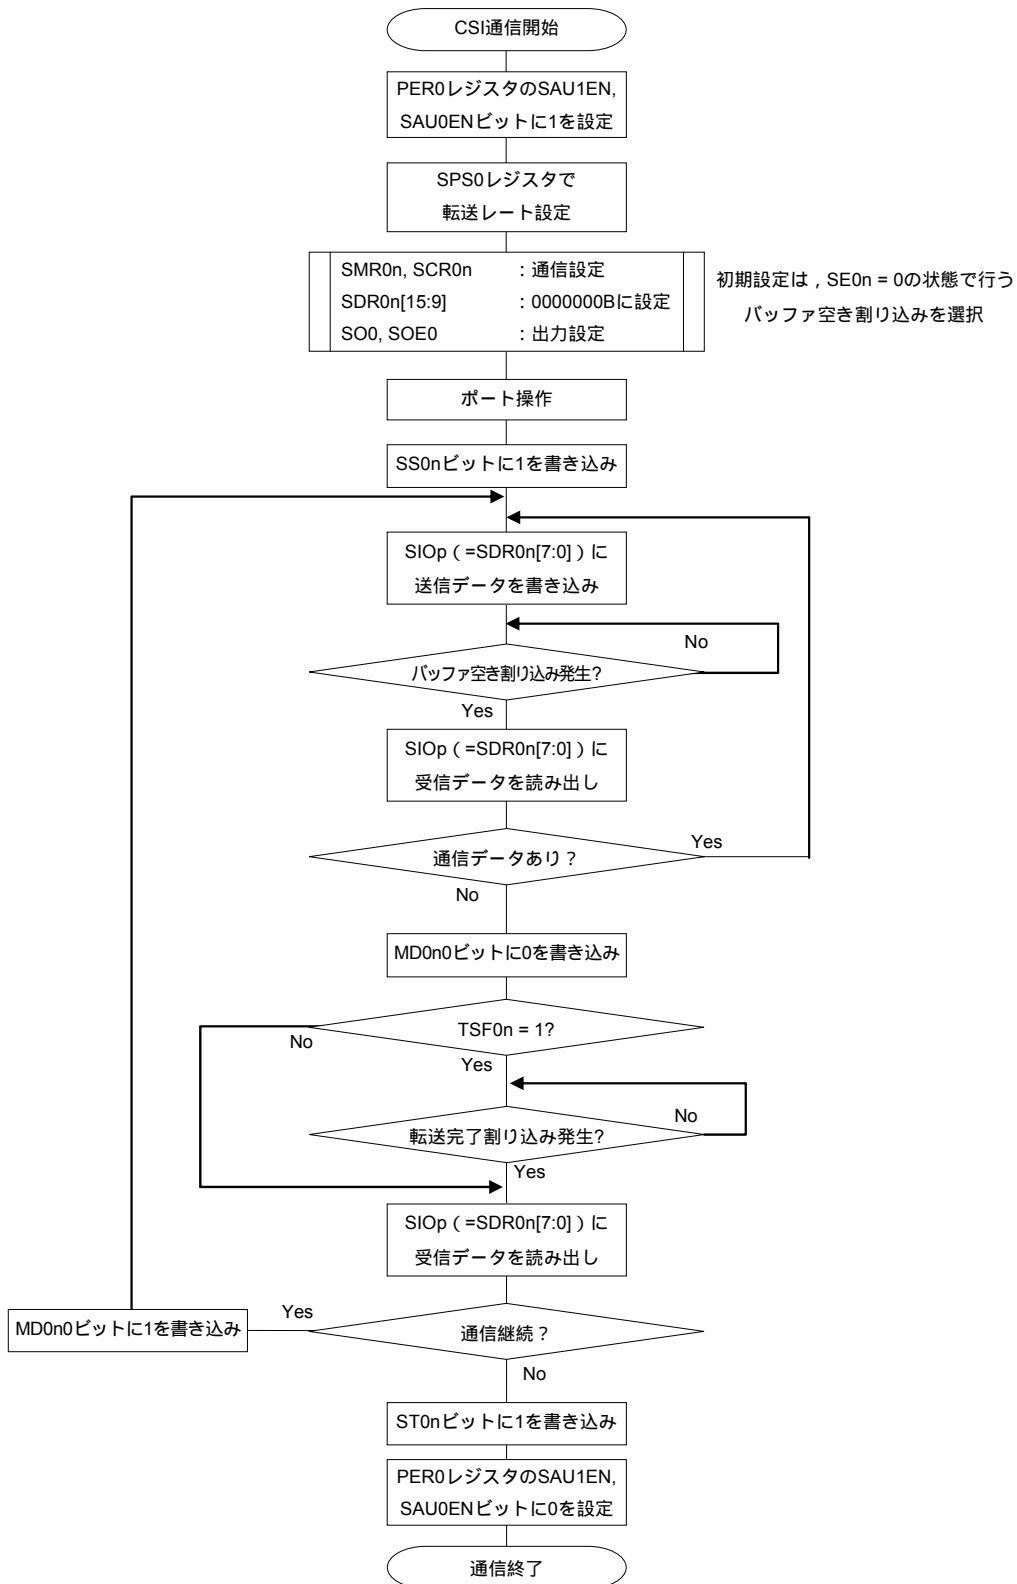 CSI通信開始
PER0レジスタのSAU1EN,
SAU0ENビットに1を設定
SPS0レジスタで
転送レート設定
SMR0n, SCR0n ：通信設定
SDR0n[15:9] ：0000000Bに設定
SO0, SOE0 ：出力設定
初期設定は，SE0n = 0の状態で行う
バッファ空き割り込みを選択
ポート操作
SS0nビットに1を書き込み
SIOp（=SDR0n[7:0]）に
送信データを書き込み
No
バッファ空き割り込み発生?
Yes
SIOp（=SDR0n[7:0]）に
受信データを読み出し
通信データあり？
Yes
No
MD0n0ビットに0を書き込み
TSF0n = 1?
No
Yes
No
転送完了割り込み発生?
Yes
SIOp（=SDR0n[7:0]）に
受信データを読み出し
MD0n0ビットに1を書き込み
Yes
通信継続？
No
ST0nビットに1を書き込み
PER0レジスタのSAU1EN,
SAU0ENビットに0を設定
通信終了